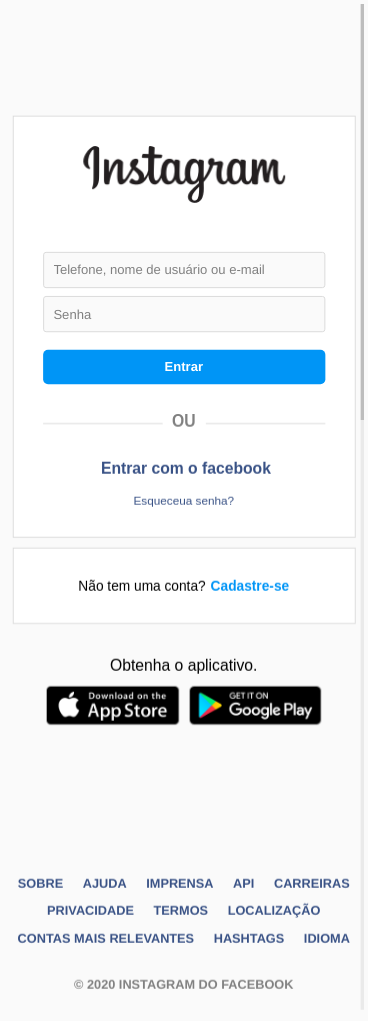 Instagram
Telefone, nome de usuário ou e-mail
Senha
Entrar
OU
Entrar com o facebook
Esqueceua senha?
Não tem uma conta? Cadastre-se
Obtenha o aplicativo.
Download on the
App Store
GET IT ON
Google Play
SOBRE AJUDA IMPRENSA API CARREIRAS
PRIVACIDADE TERMOS LOCALIZAÇÃO
CONTAS MAIS RELEVANTES HASHTAGS IDIOMA
© 2020 INSTAGRAM DO FACEBOOK